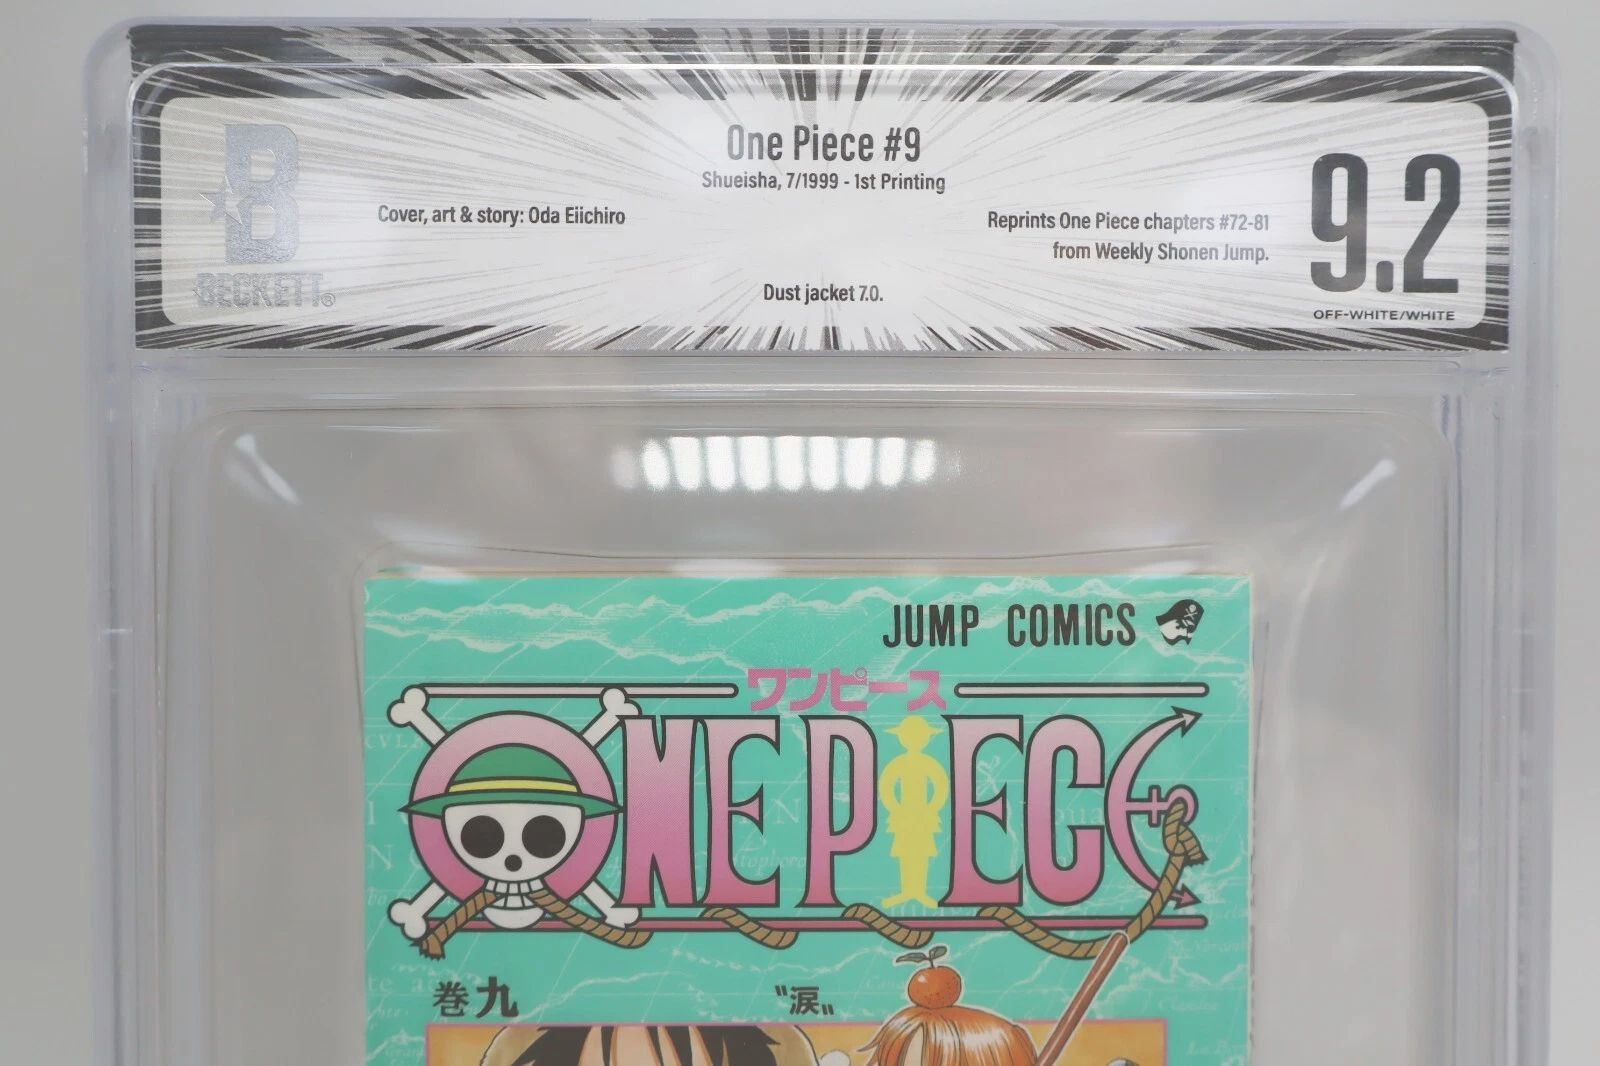 One Piece #9
Shueisha, 7/1999 - 1st Printing
Cover, art & story: Oda Eiichiro
Reprints One Piece chapters #72-81
from Weekly Shonen Jump.
Dust jacket 7.0.
B
BECKETT®
9.2
OFF-WHITE/WHITE
JUMP COMICS
ワンピース
ONE PIECE
巻九
〝涙〟